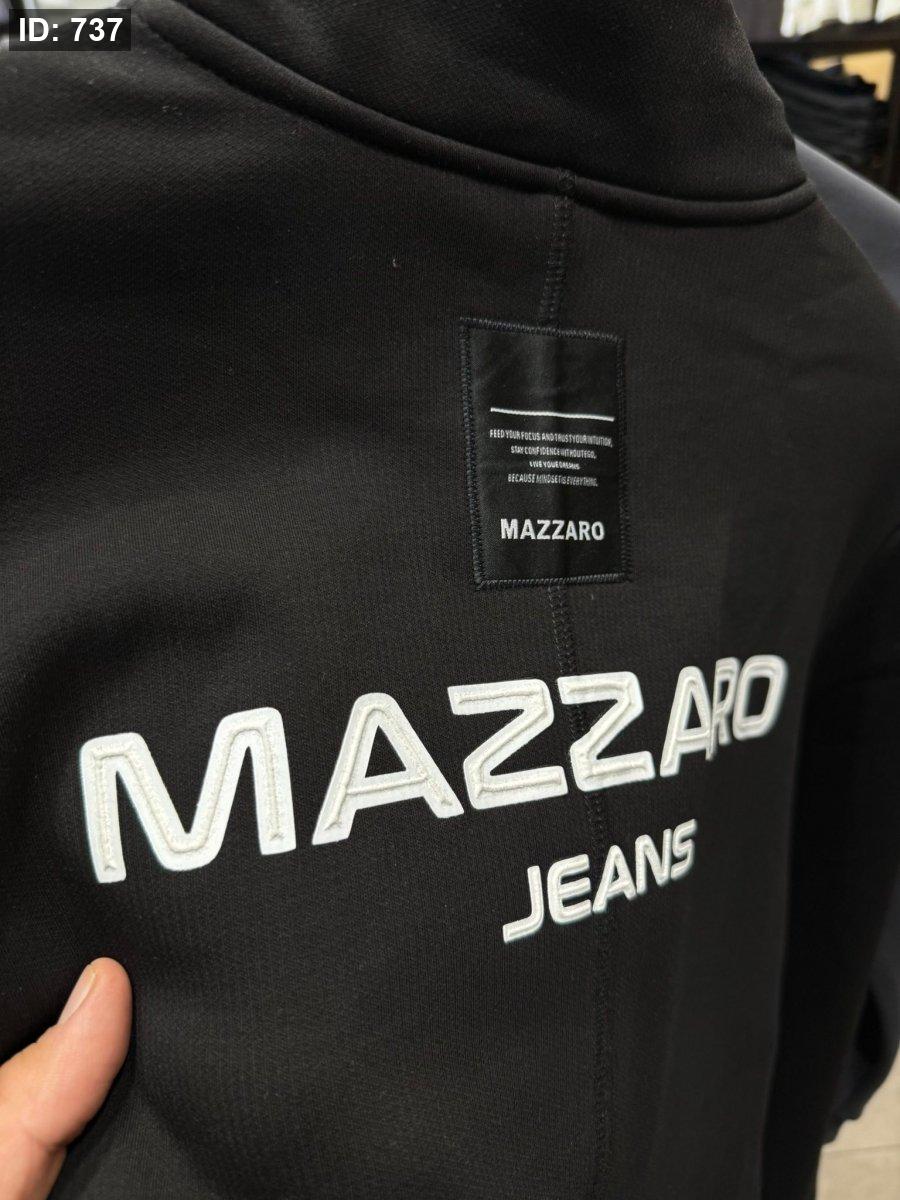 ID: 737
FEED YOUR FOCUS AND TRUST YOUR INTUITION,
STAY CONFIDENCE WITHOUT EGO,
LIVE YOUR DREAMS
BECAUSE MINDSET IS EVERYTHING.
MAZZARO
MAZZARO
JEANS